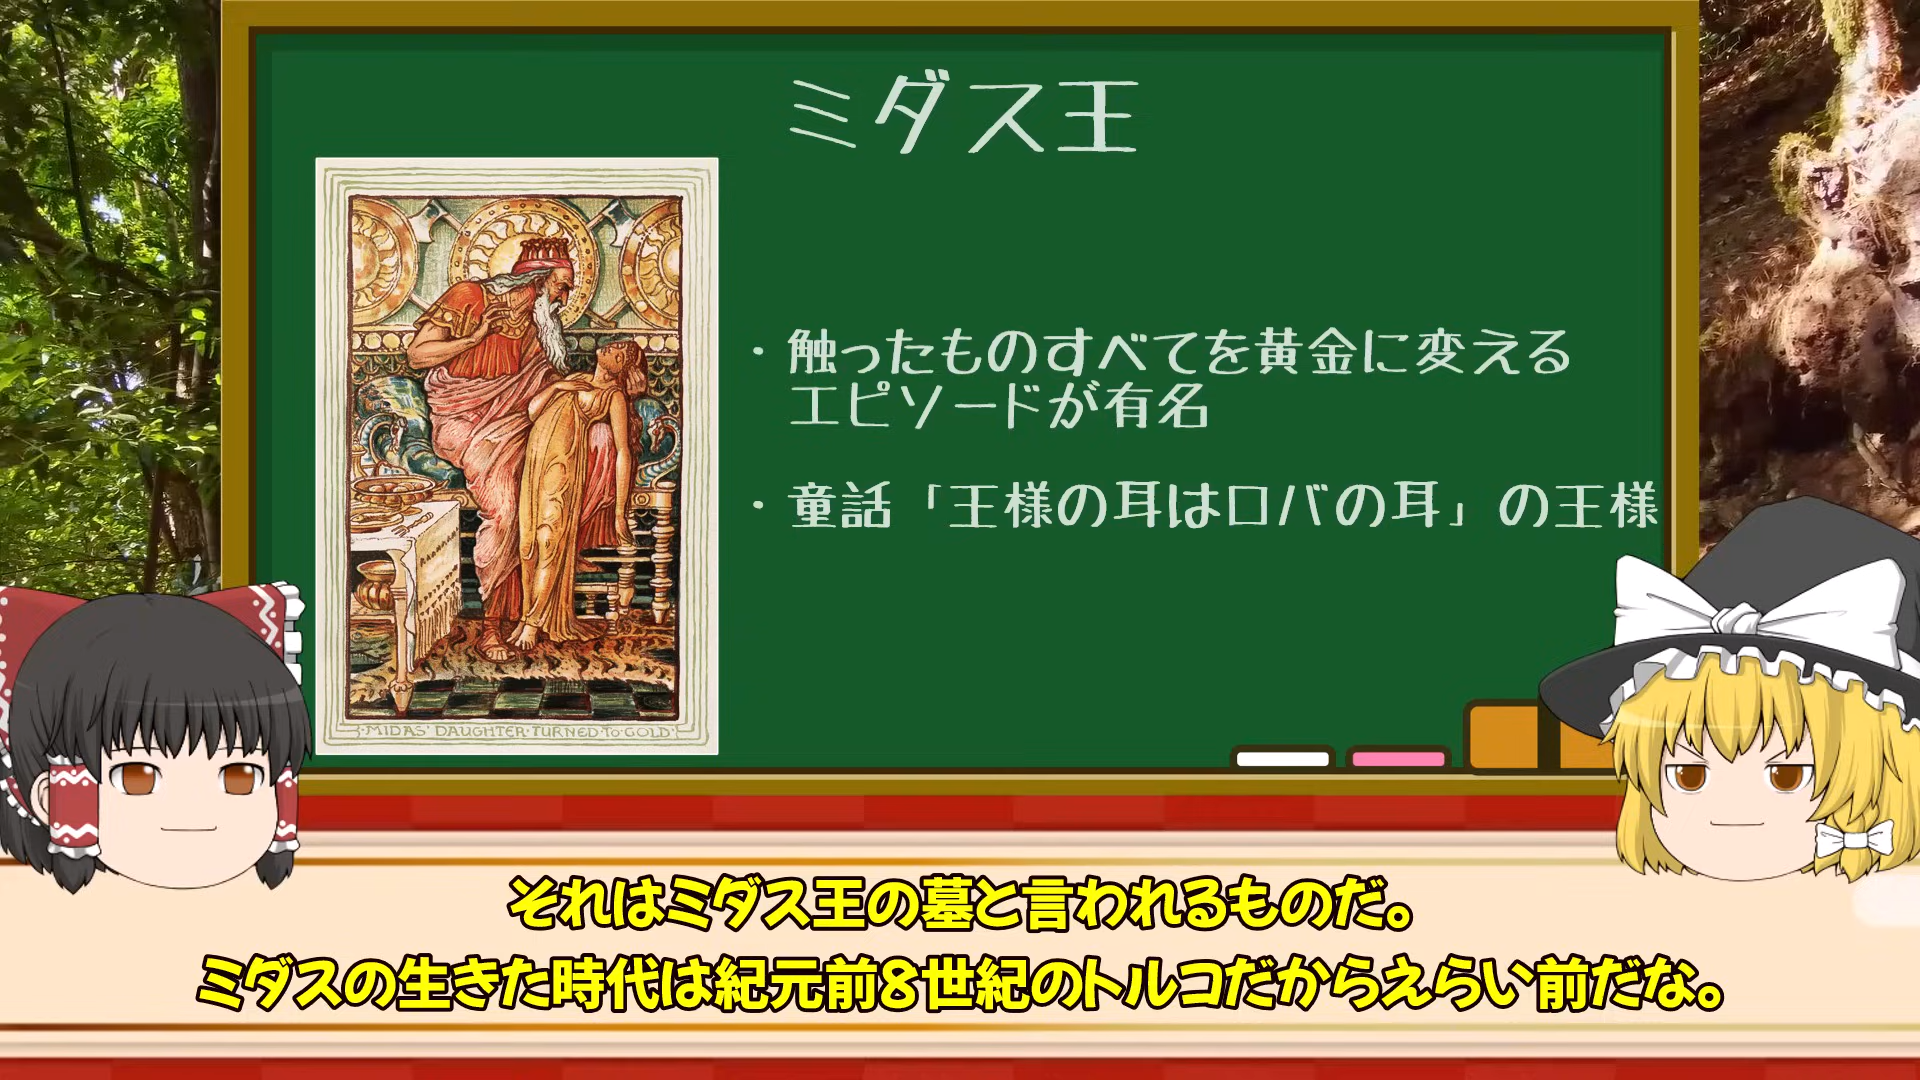 ミダス王
・触ったものすべてを黄金に変える
エピソードが有名
・童話「王様の耳はロバの耳」の王様
MIDAS' DAUGHTER TURNED TO GOLD
それはミダス王の墓と言われるものだ。
ミダスの生きた時代は紀元前8世紀のトルコだからえらい前だな。